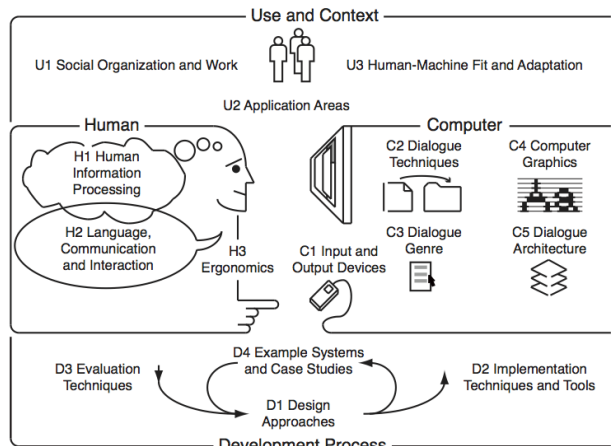 Use and Context
U1 Social Organization and Work
U3 Human-Machine Fit and Adaptation
U2 Application Areas
Human
Computer
H1 Human
Information
Processing
H2 Language,
Communication
and Interaction
H3
Ergonomics
C1 Input and
Output Devices
C2 Dialogue
Techniques
C4 Computer
Graphics
Aa
C3 Dialogue
Genre
C5 Dialogue
Architecture
D3 Evaluation
Techniques
D4 Example Systems
and Case Studies
D2 Implementation
Techniques and Tools
D1 Design
Approaches
Development Process